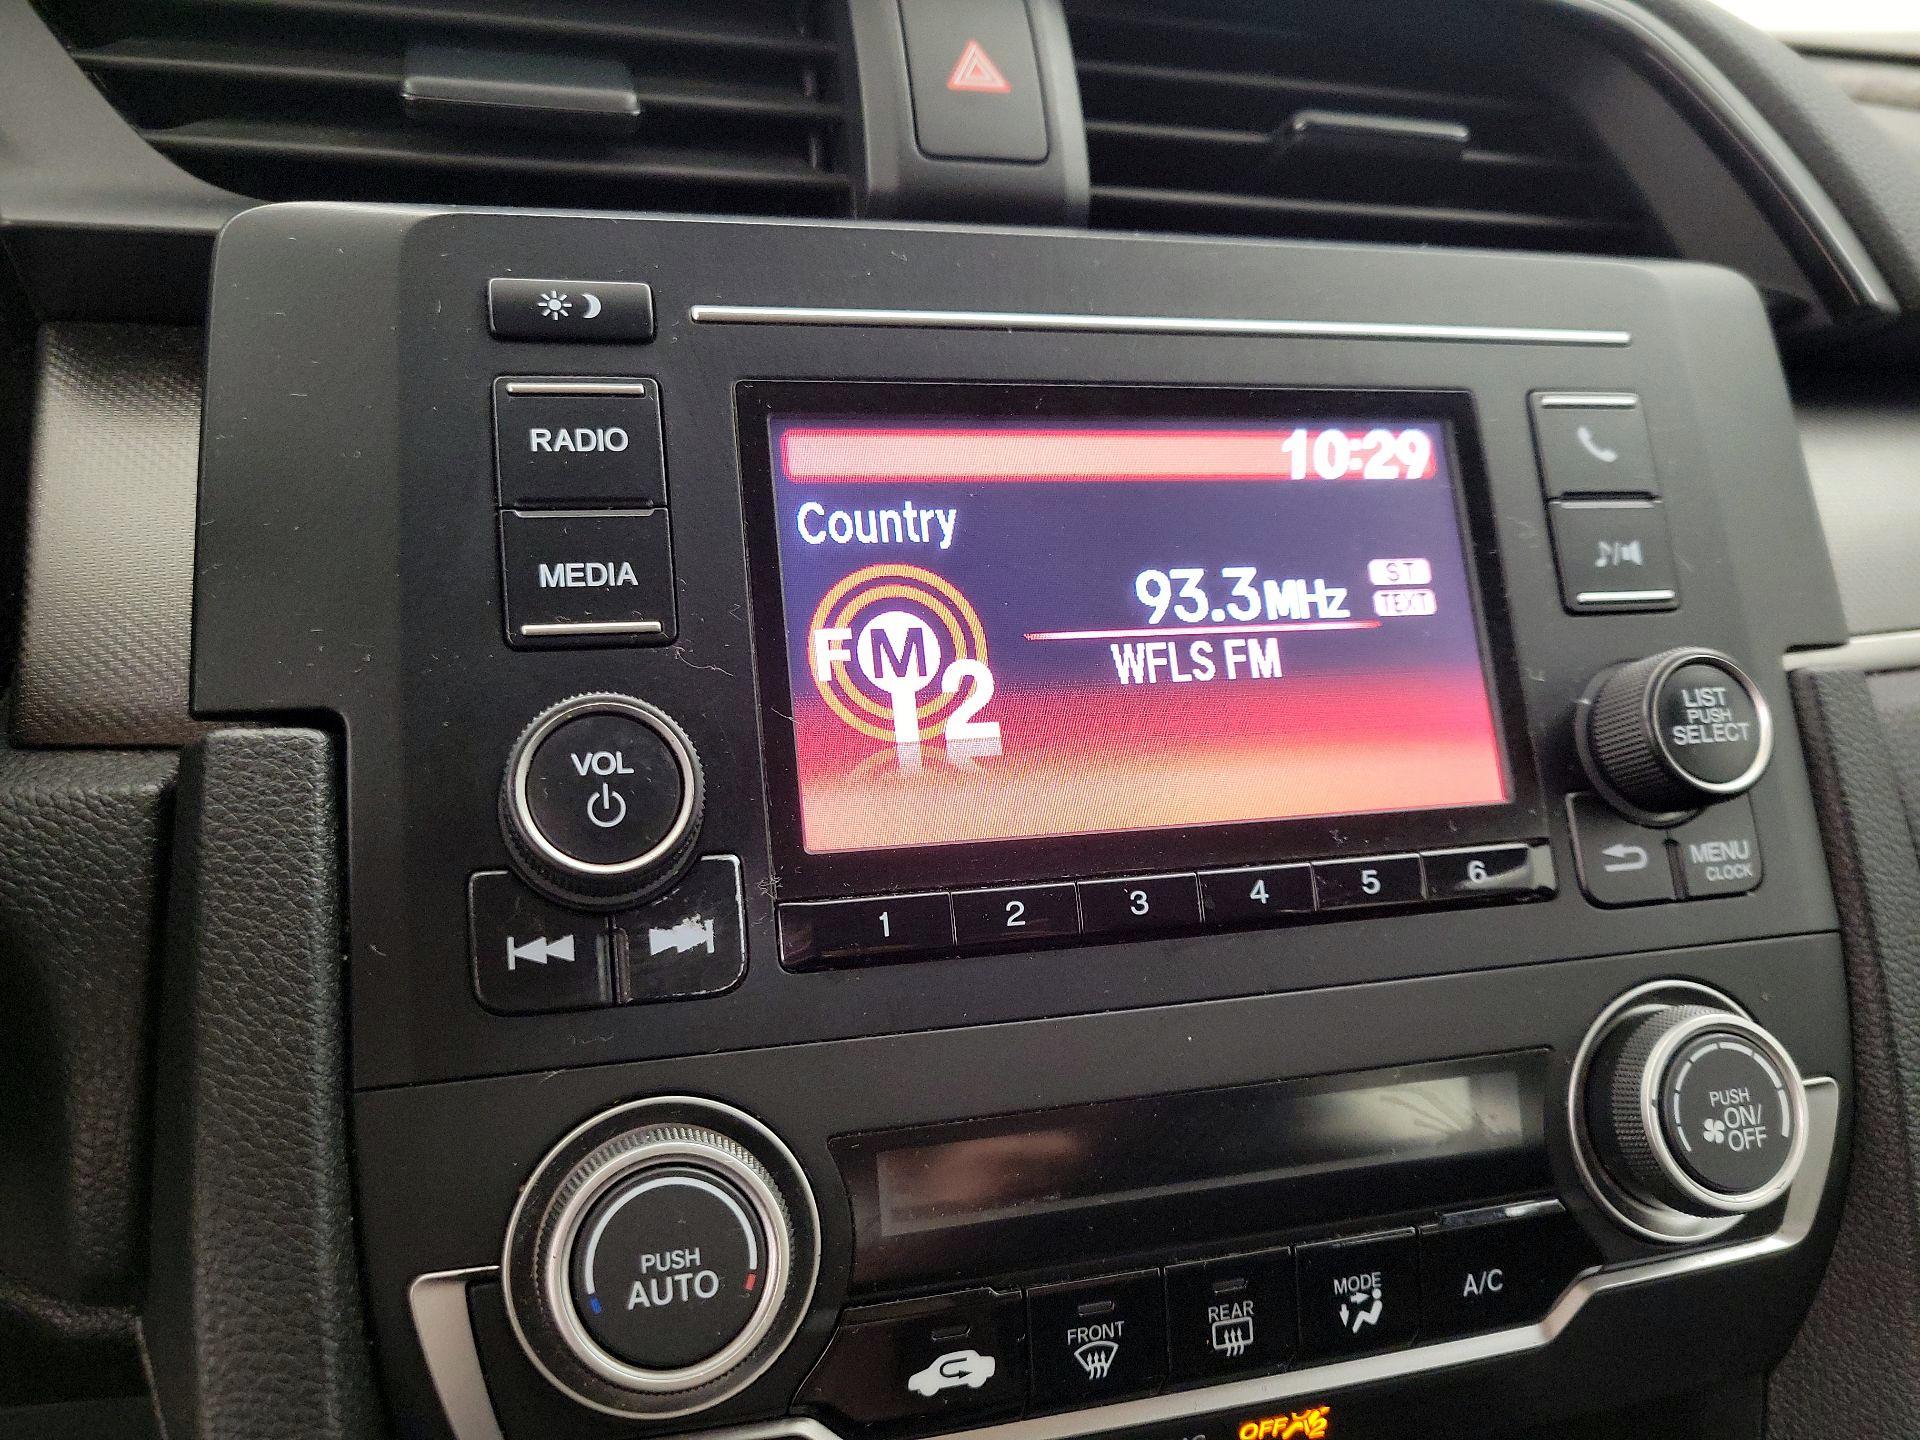 RADIO
MEDIA
VOL
10:29
Country
FM
2
93.3MHz
ST
TEXT
WFLS FM
LIST
PUSH
SELECT
MENU
CLOCK
1 2 3 4 5 6
PUSH
AUTO
PUSH
ON/
OFF
FRONT
REAR
MODE
A/C
OFF